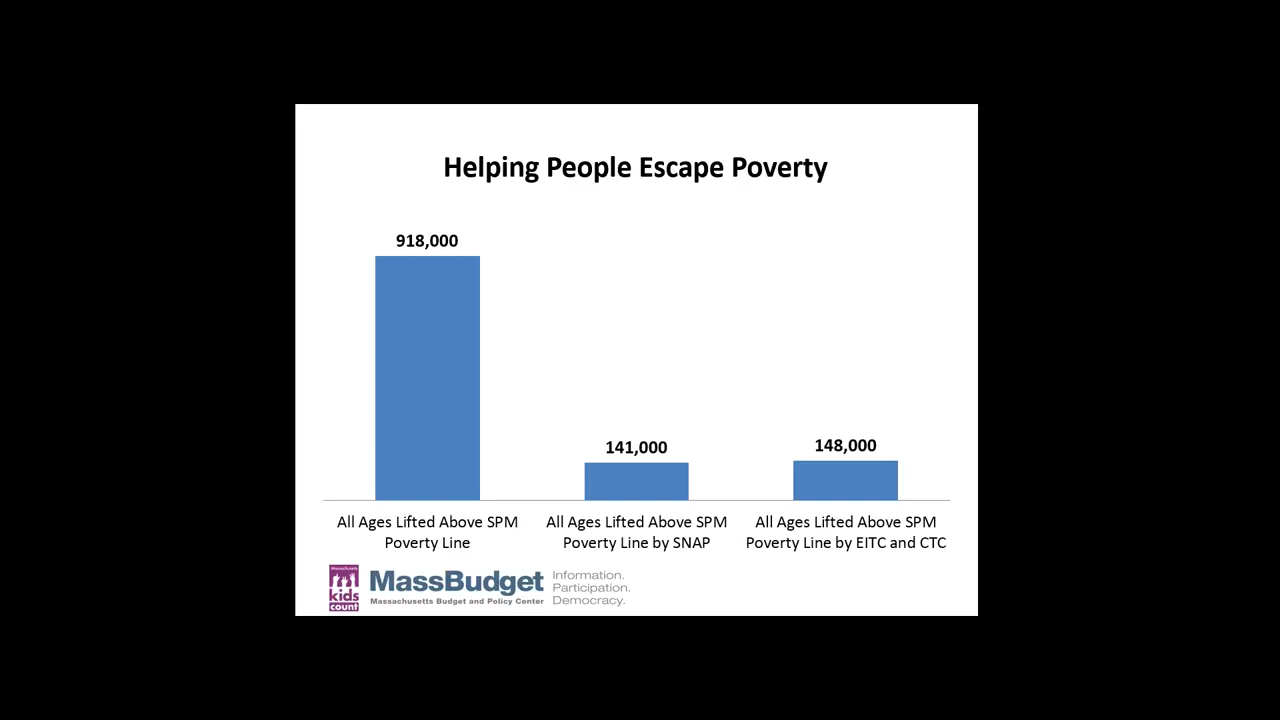 Helping People Escape Poverty
918,000
141,000
148,000
All Ages Lifted Above SPM
Poverty Line
All Ages Lifted Above SPM
Poverty Line by SNAP
All Ages Lifted Above SPM
Poverty Line by EITC and CTC
Massachusetts
kids
count
MassBudget
Massachusetts Budget and Policy Center
Information.
Participation.
Democracy.